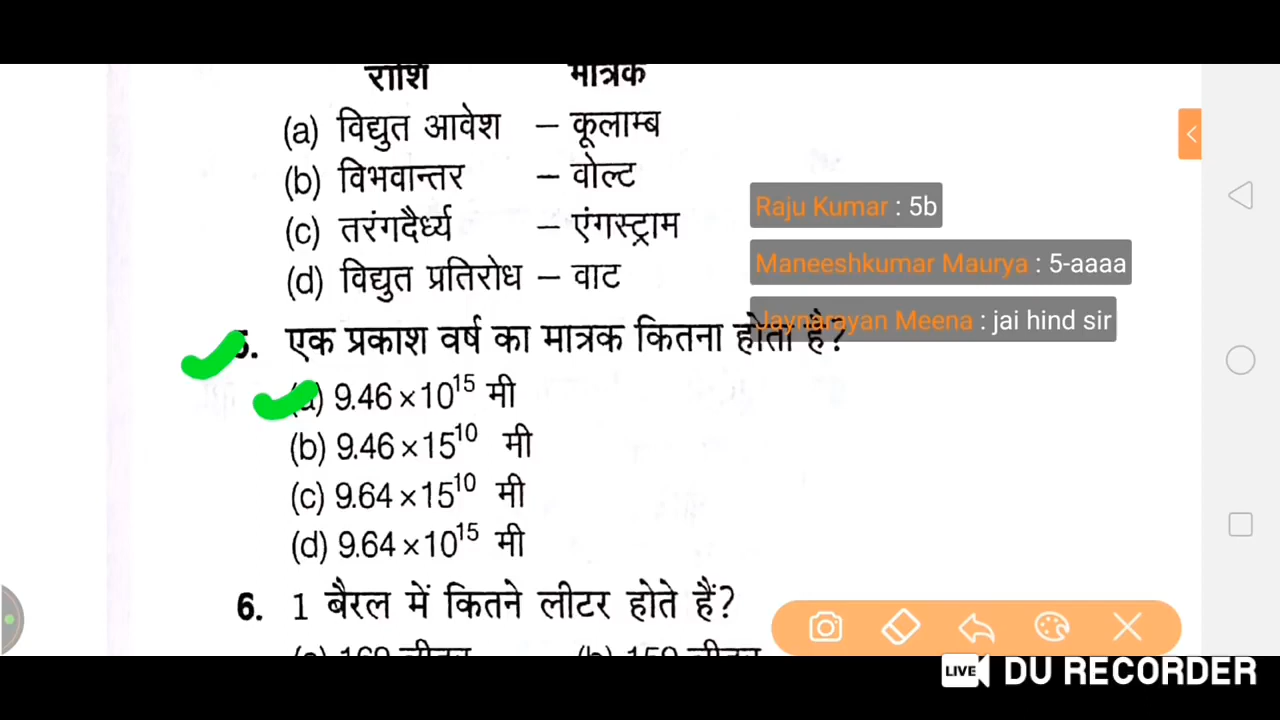 राशि मात्रक
(a) विद्युत आवेश – कूलाम्ब
(b) विभवान्तर – वोल्ट
(c) तरंगदैर्ध्य – एंगस्ट्राम
(d) विद्युत प्रतिरोध – वाट
Raju Kumar : 5b
Maneeshkumar Maurya : 5-aaaa
Jaynarayan Meena : jai hind sir
5. एक प्रकाश वर्ष का मात्रक कितना होता है?
(a) 9.46×10¹⁵ मी
(b) 9.46×15¹⁰ मी
(c) 9.64×15¹⁰ मी
(d) 9.64×10¹⁵ मी
6. 1 बैरल में कितने लीटर होते हैं?
LIVE DU RECORDER